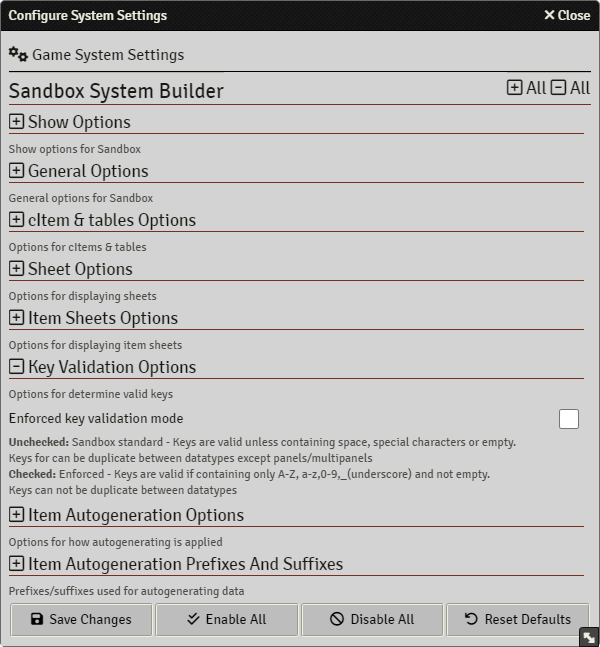 Configure System Settings
Close
Game System Settings
Sandbox System Builder
All All
Show Options
Show options for Sandbox
General Options
General options for Sandbox
cItem & tables Options
Options for cItems & tables
Sheet Options
Options for displaying sheets
Item Sheets Options
Options for displaying item sheets
Key Validation Options
Options for determine valid keys
Enforced key validation mode
Unchecked: Sandbox standard - Keys are valid unless containing space, special characters or empty.
Keys for can be duplicate between datatypes except panels/multipanels
Checked: Enforced - Keys are valid if containing only A-Z, a-z,0-9,_(underscore) and not empty.
Keys can not be duplicate between datatypes
Item Autogeneration Options
Options for how autogenerating is applied
Item Autogeneration Prefixes And Suffixes
Prefixes/suffixes used for autogenerating data
Save Changes
Enable All
Disable All
Reset Defaults